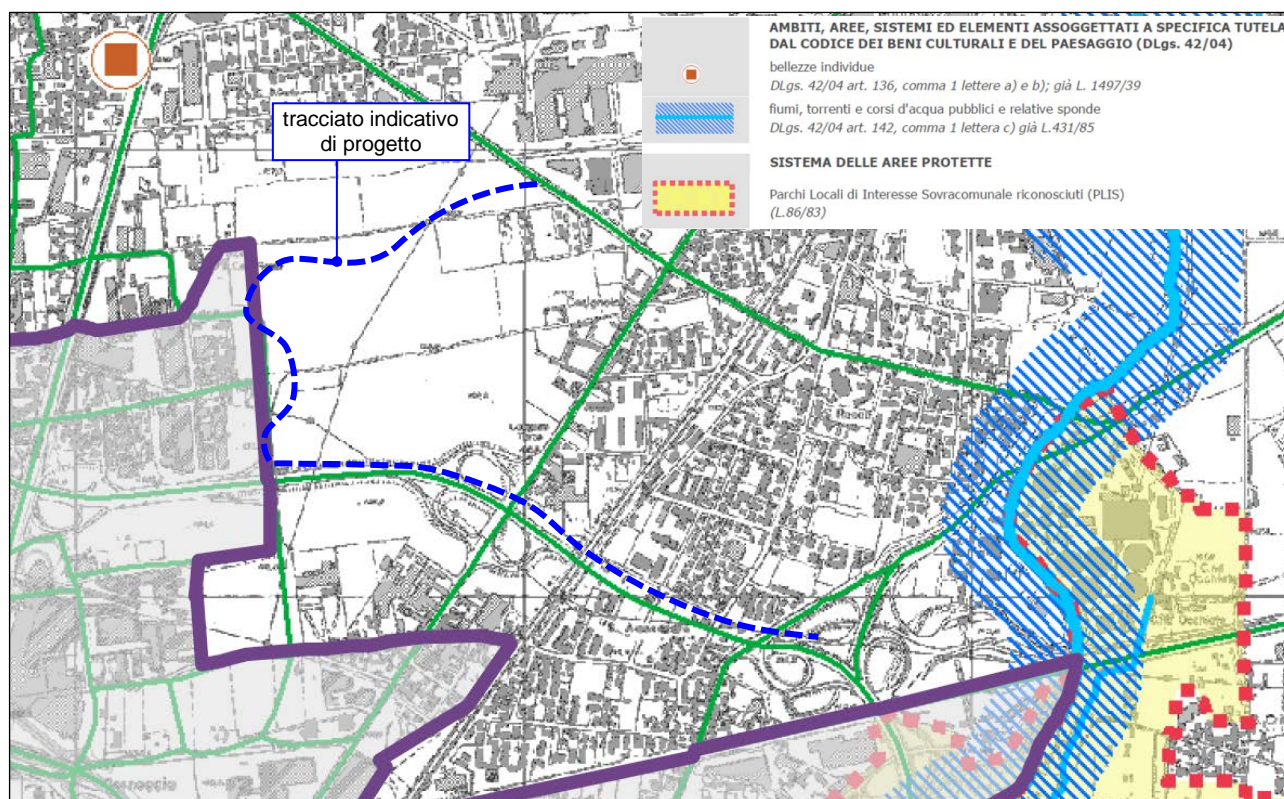 AMBITI, AREE, SISTEMI ED ELEMENTI ASSOGGETTATI A SPECIFICA TUTELA
DAL CODICE DEI BENI CULTURALI E DEL PAESAGGIO (DLgs. 42/04)
bellezze individue
DLgs. 42/04 art. 136, comma 1 lettere a) e b); già L. 1497/39
fiumi, torrenti e corsi d'acqua pubblici e relative sponde
DLgs. 42/04 art. 142, comma 1 lettera c) già L.431/85
SISTEMA DELLE AREE PROTETTE
Parchi Locali di Interesse Sovracomunale riconosciuti (PLIS)
(L.86/83)
tracciato indicativo
di progetto